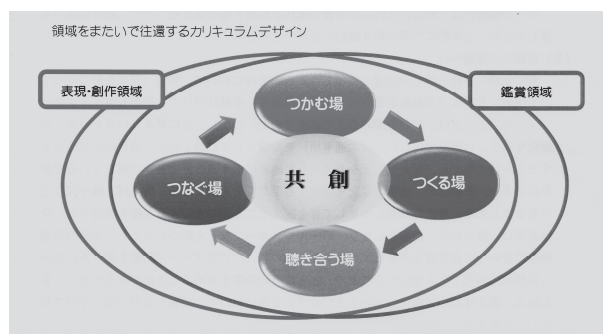 領域をまたいで往還するカリキュラムデザイン
表現・創作領域
鑑賞領域
つかむ場
つなぐ場
共創
つくる場
聴き合う場